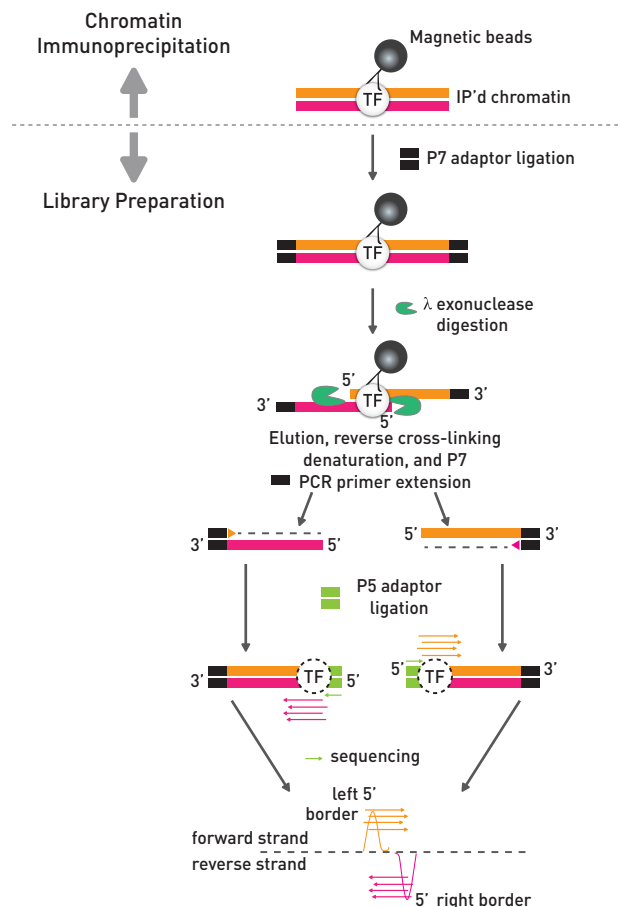 Chromatin
Immunoprecipitation
Magnetic beads
TF
IP'd chromatin
P7 adaptor ligation
Library Preparation
TF
λ exonuclease
digestion
5’
3’
TF
3’
5’
Elution, reverse cross-linking
denaturation, and P7
PCR primer extension
3’
5’
5’
3’
P5 adaptor
ligation
3’
TF
5’
5’
TF
3’
sequencing
left 5’
border
forward strand
reverse strand
5’ right border